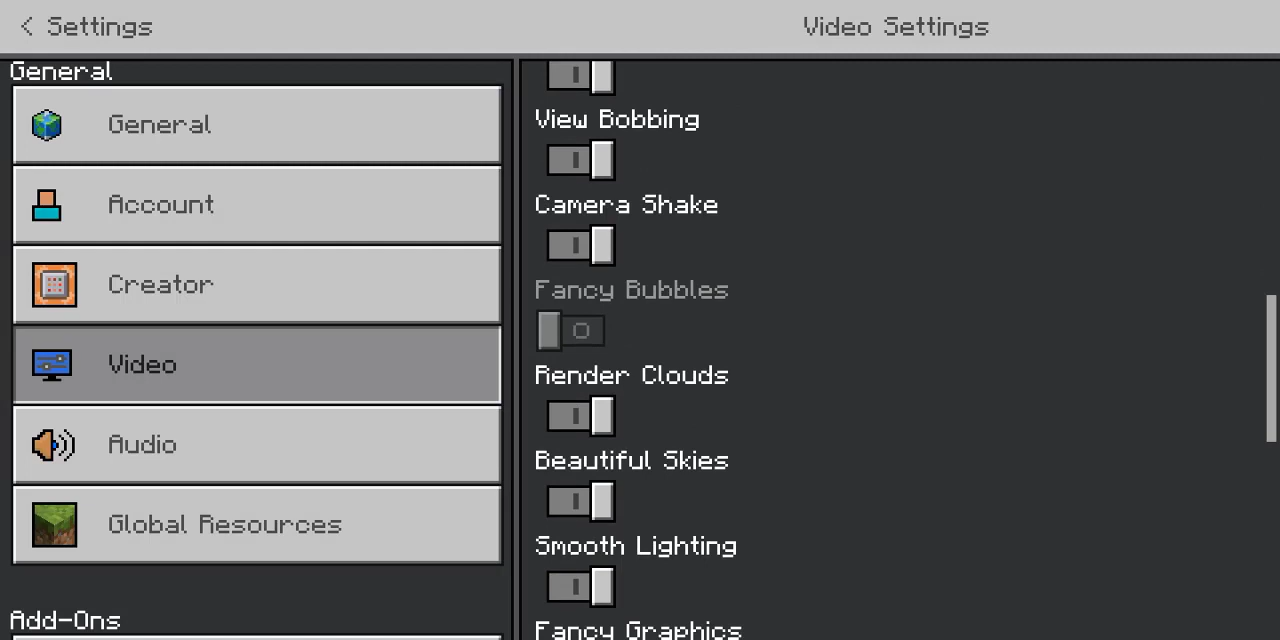 Settings
Video Settings
General
General
Account
Creator
Video
Audio
Global Resources
Add-Ons
View Bobbing
Camera Shake
Fancy Bubbles
Render Clouds
Beautiful Skies
Smooth Lighting
Fancy Graphics